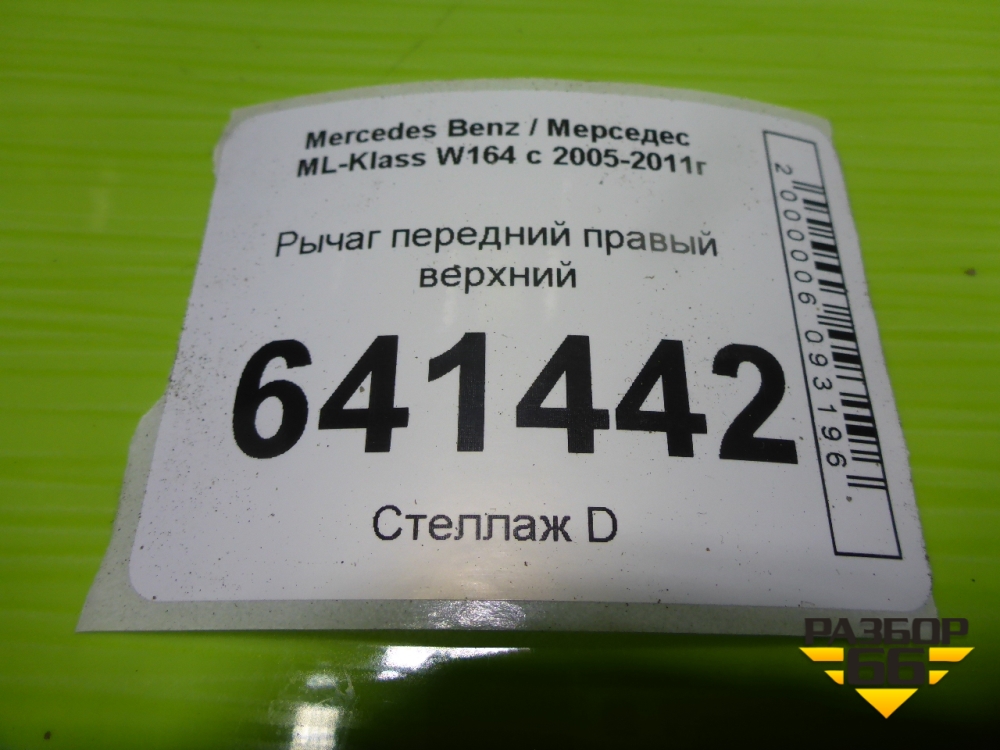 Mercedes Benz / Мерседес
ML-Klass W164 с 2005-2011г
Рычаг передний правый
верхний
641442
Стеллаж D
2000006093196
РАЗБОР
66